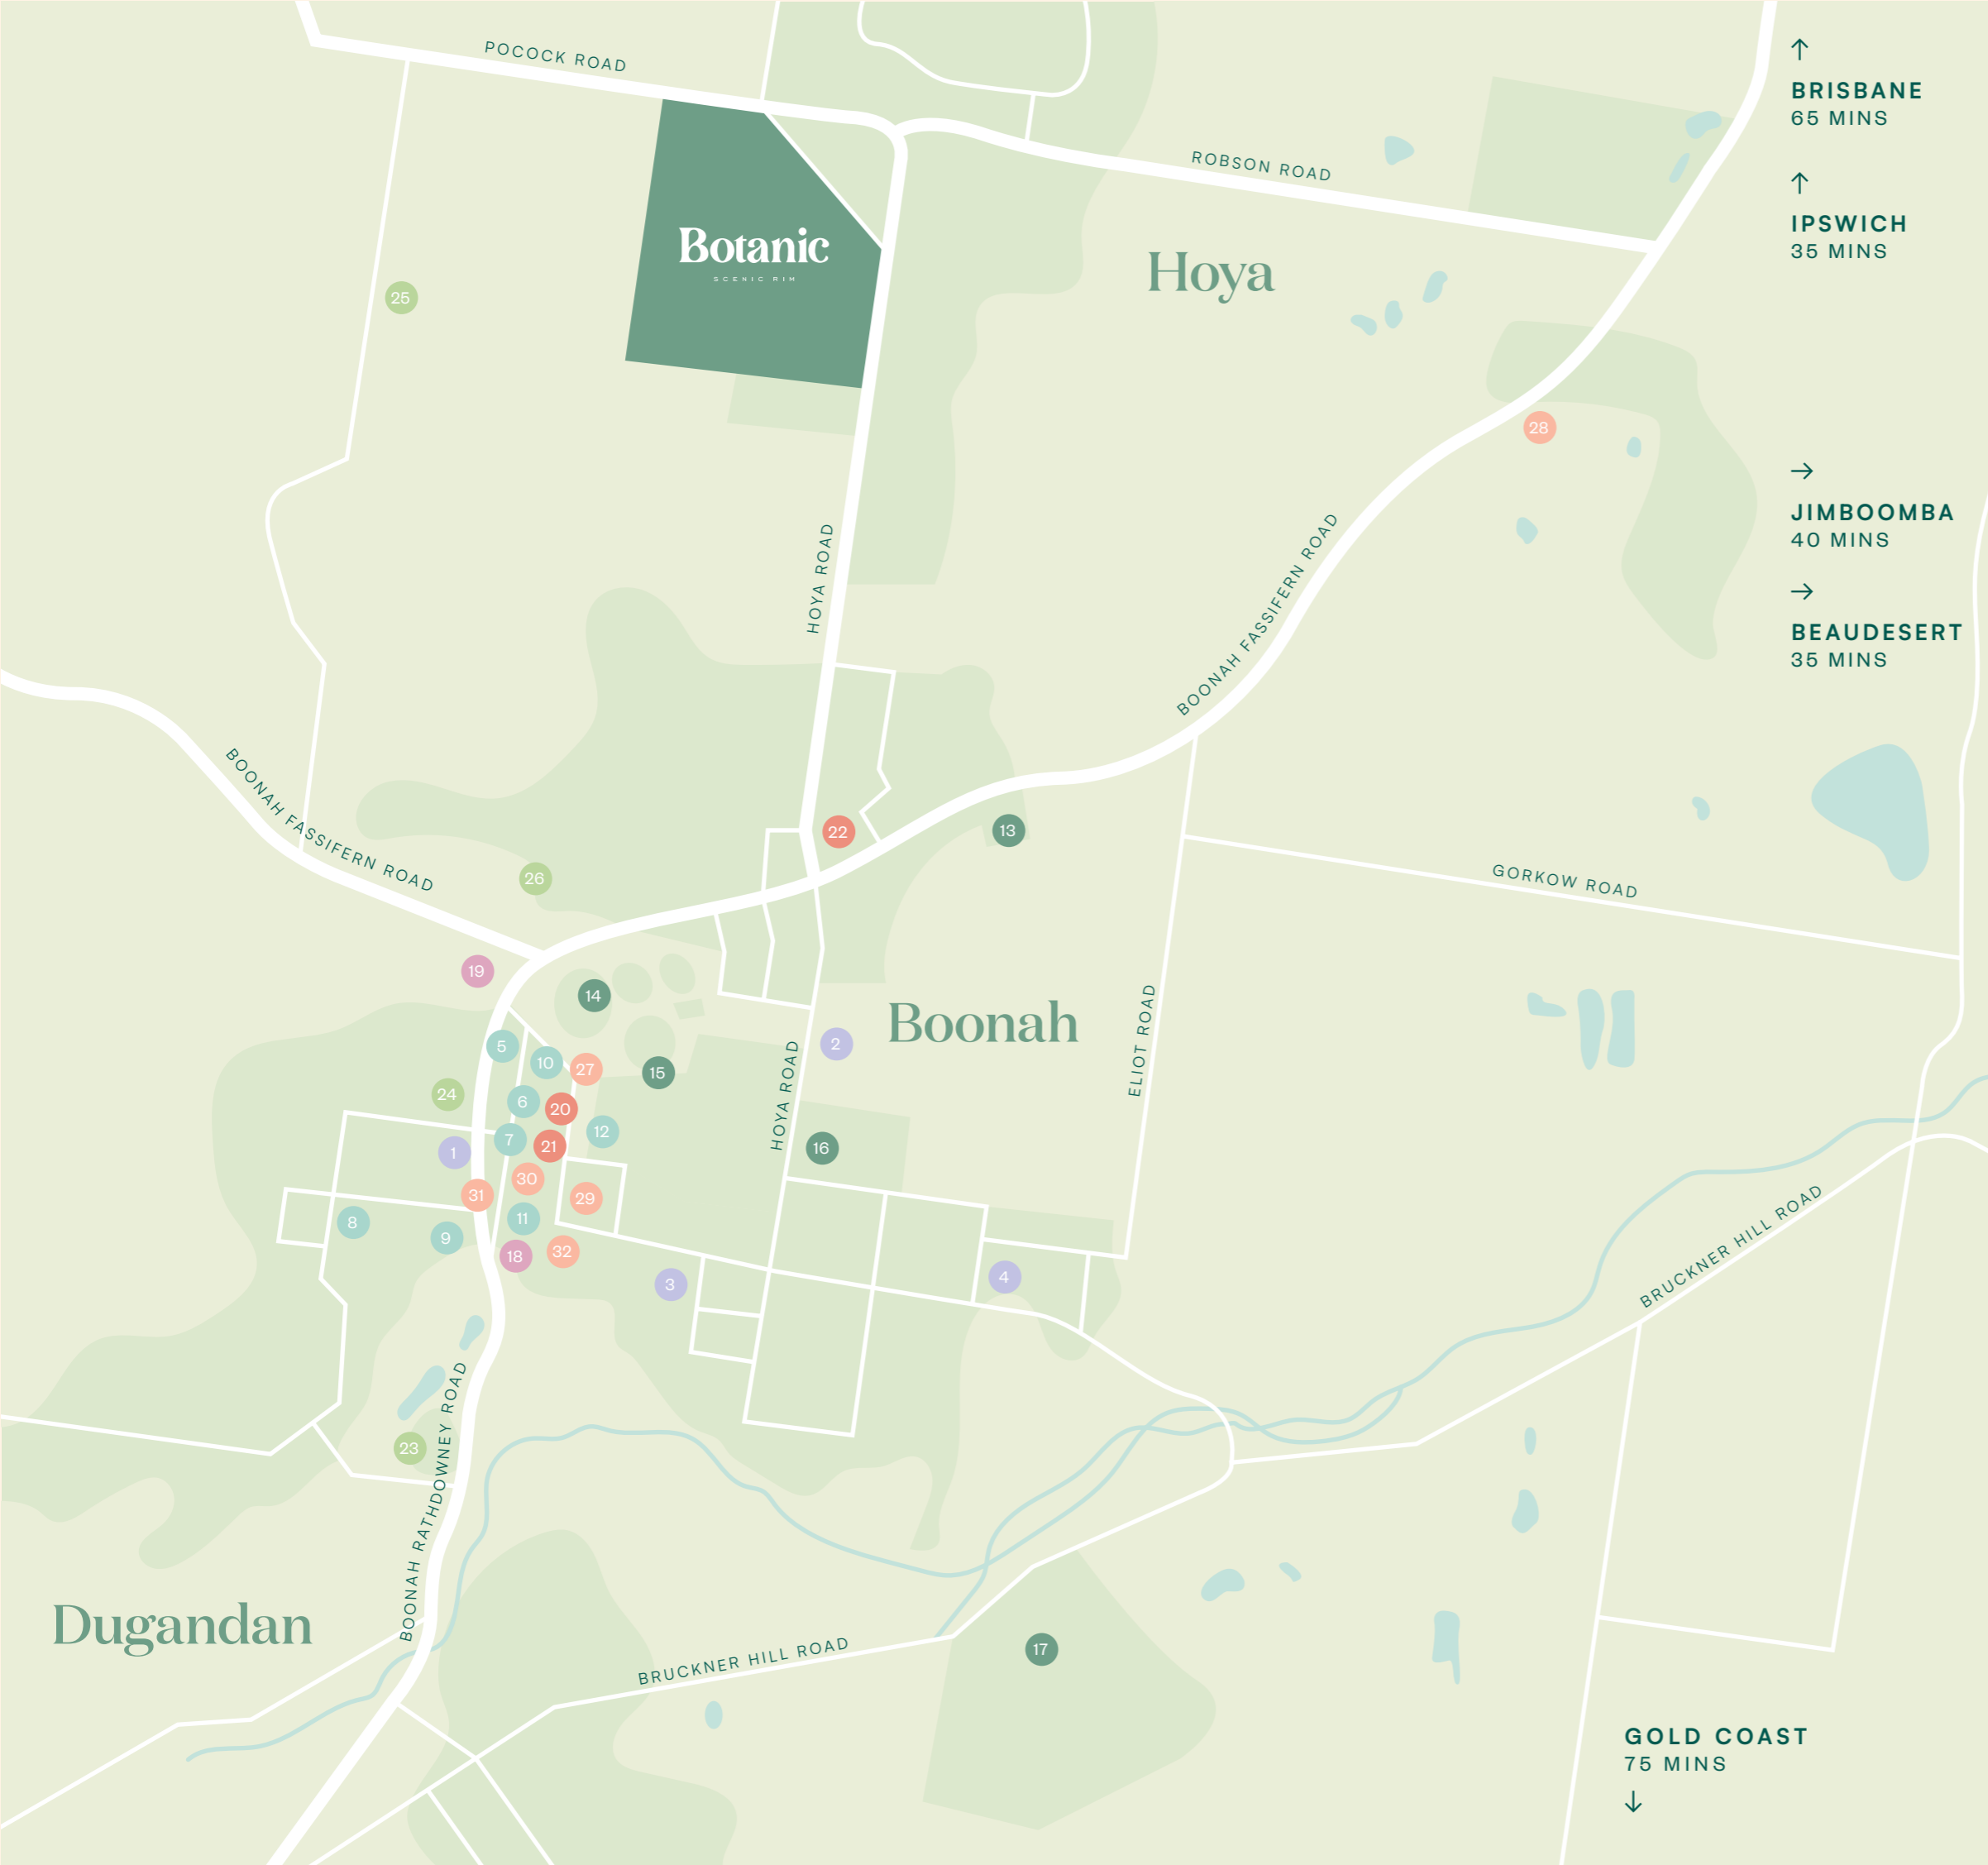 POCOCK ROAD
↑
BRISBANE
65 MINS
ROBSON ROAD
↑
IPSWICH
35 MINS
Botanic
SCENIC RIM
Hoya
25
28
→
JIMBOOMBA
40 MINS
HOYA ROAD
BOONAH FASSIFERN ROAD
→
BEAUDESERT
35 MINS
BOONAH FASSIFERN ROAD
22
13
26
GORKOW ROAD
19
14
Boonah
ELIOT ROAD
5
2
10
27
15
HOYA ROAD
24
6
20
12
7
21
16
1
30
31
29
8
11
9
18
32
3
4
BRUCKNER HILL ROAD
BOONAH RATHDOWNEY ROAD
23
Dugandan
BRUCKNER HILL ROAD
17
GOLD COAST
75 MINS
↓